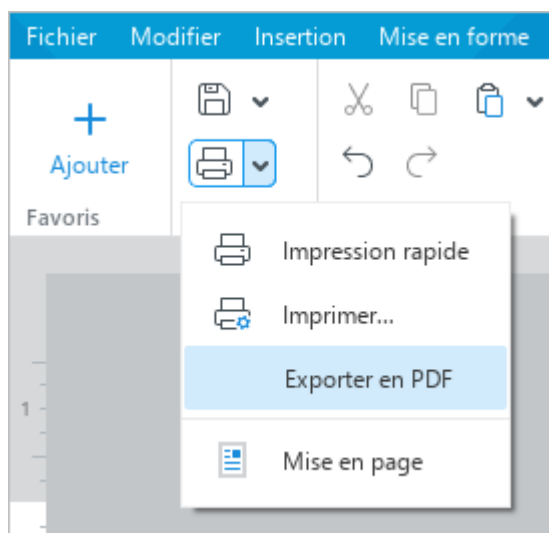 Fichier Modifier Insertion Mise en forme
Ajouter
Favoris
Impression rapide
Imprimer...
Exporter en PDF
1
Mise en page